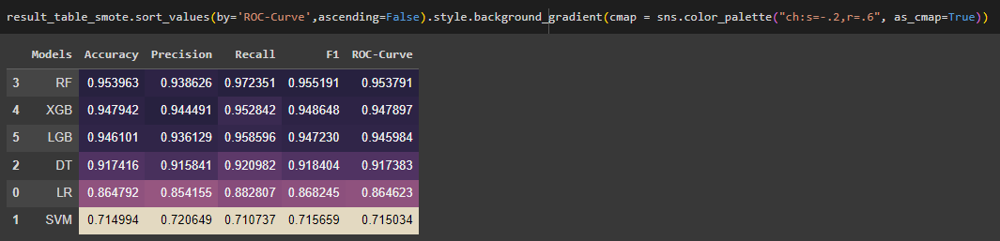 result_table_smote.sort_values(by='ROC-Curve',ascending=False).style.background_gradient(cmap = sns.color_palette("ch:s=-.2,r=.6", as_cmap=True))
Models Accuracy Precision Recall F1 ROC-Curve
3 RF 0.953963 0.938626 0.972351 0.955191 0.953791
4 XGB 0.947942 0.944491 0.952842 0.948648 0.947897
5 LGB 0.946101 0.936129 0.958596 0.947230 0.945984
2 DT 0.917416 0.915841 0.920982 0.918404 0.917383
0 LR 0.864792 0.854155 0.882807 0.868245 0.864623
1 SVM 0.714994 0.720649 0.710737 0.715659 0.715034